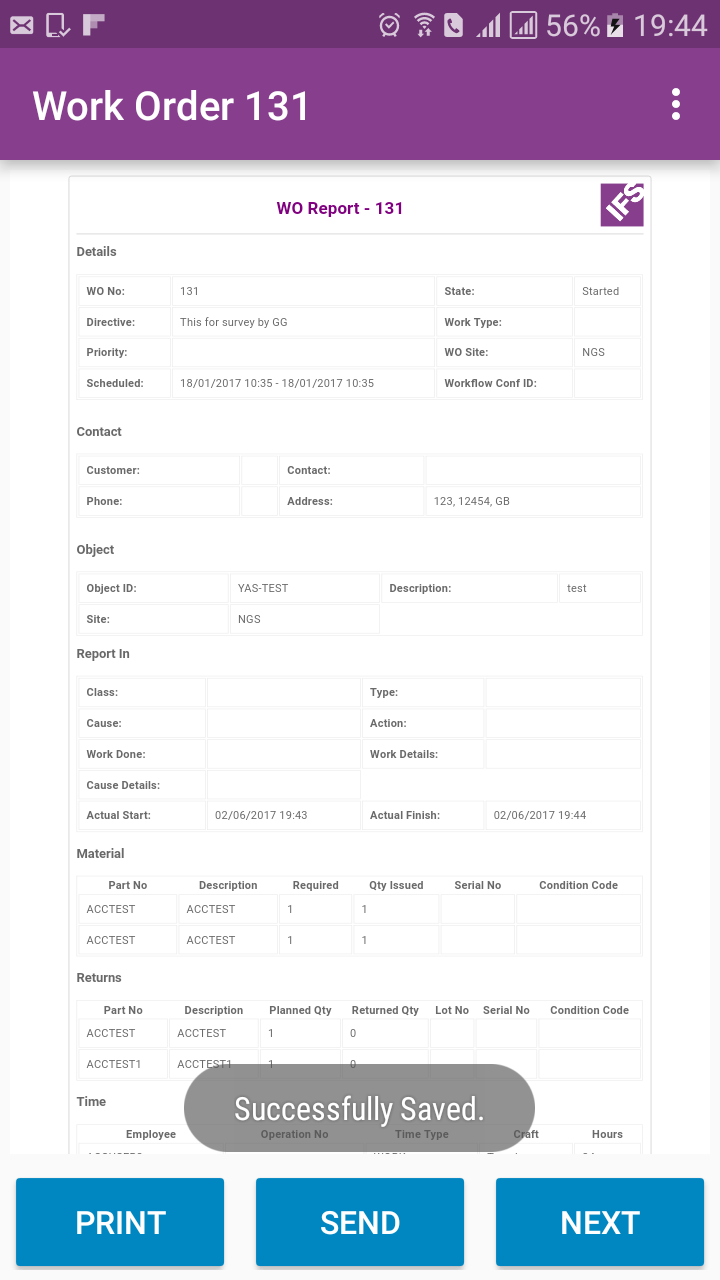 56% 19:44
Work Order 131
WO Report - 131 IFS
Details
WO No: 131 State: Started
Directive: This for survey by GG Work Type:
Priority: WO Site: NGS
Scheduled: 18/01/2017 10:35 - 18/01/2017 10:35 Workflow Conf ID:
Contact
Customer: Contact:
Phone: Address: 123, 12454, GB
Object
Object ID: YAS-TEST Description: test
Site: NGS
Report In
Class: Type:
Cause: Action:
Work Done: Work Details:
Cause Details:
Actual Start: 02/06/2017 19:43 Actual Finish: 02/06/2017 19:44
Material
Part No Description Required Qty Issued Serial No Condition Code
ACCTEST ACCTEST 1 1
ACCTEST ACCTEST 1 1
Returns
Part No Description Planned Qty Returned Qty Lot No Serial No Condition Code
ACCTEST ACCTEST 1 0
ACCTEST1 ACCTEST1 1 0
Time
Successfully Saved.
Employee Operation No Time Type Craft Hours
PRINT SEND NEXT